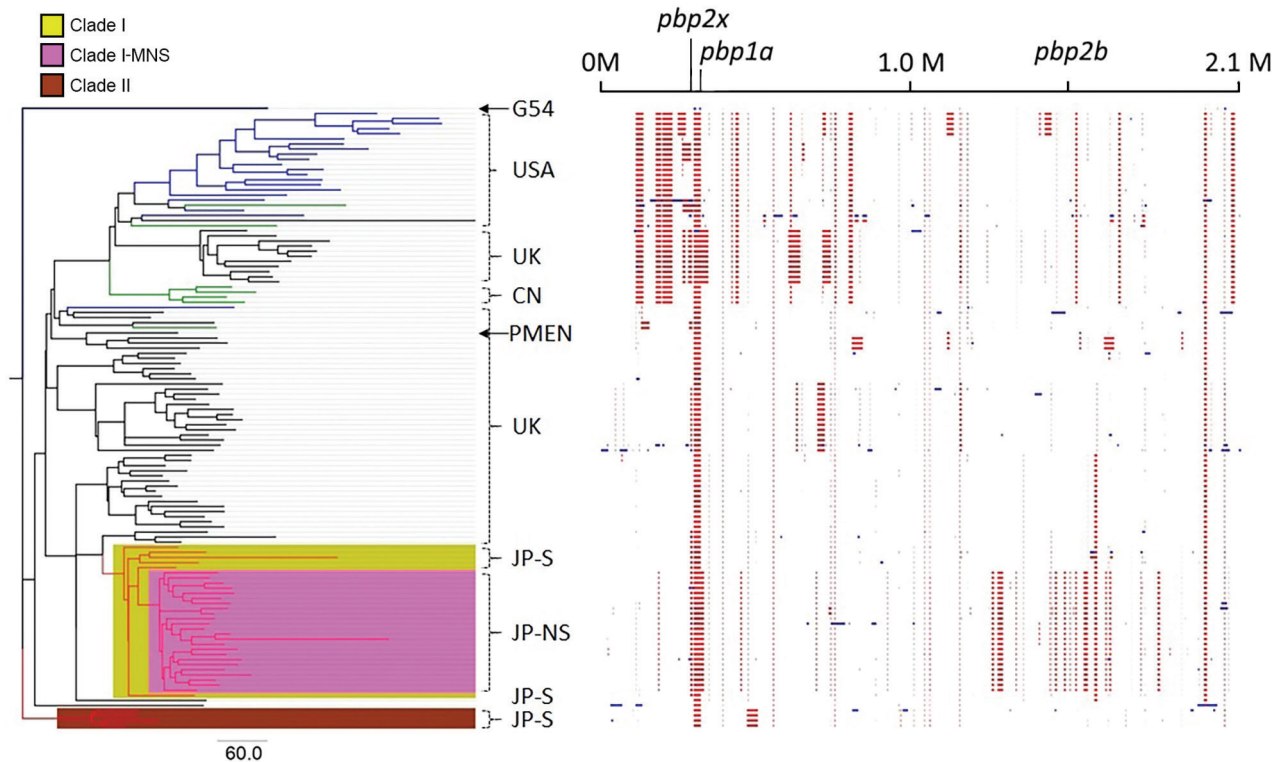 Clade I
Clade I-MNS
Clade II
pbp2x
pbp1a
pbp2b
0M
1.0 M
2.1 M
G54
USA
UK
CN
PMEN
UK
JP-S
JP-NS
JP-S
JP-S
60.0